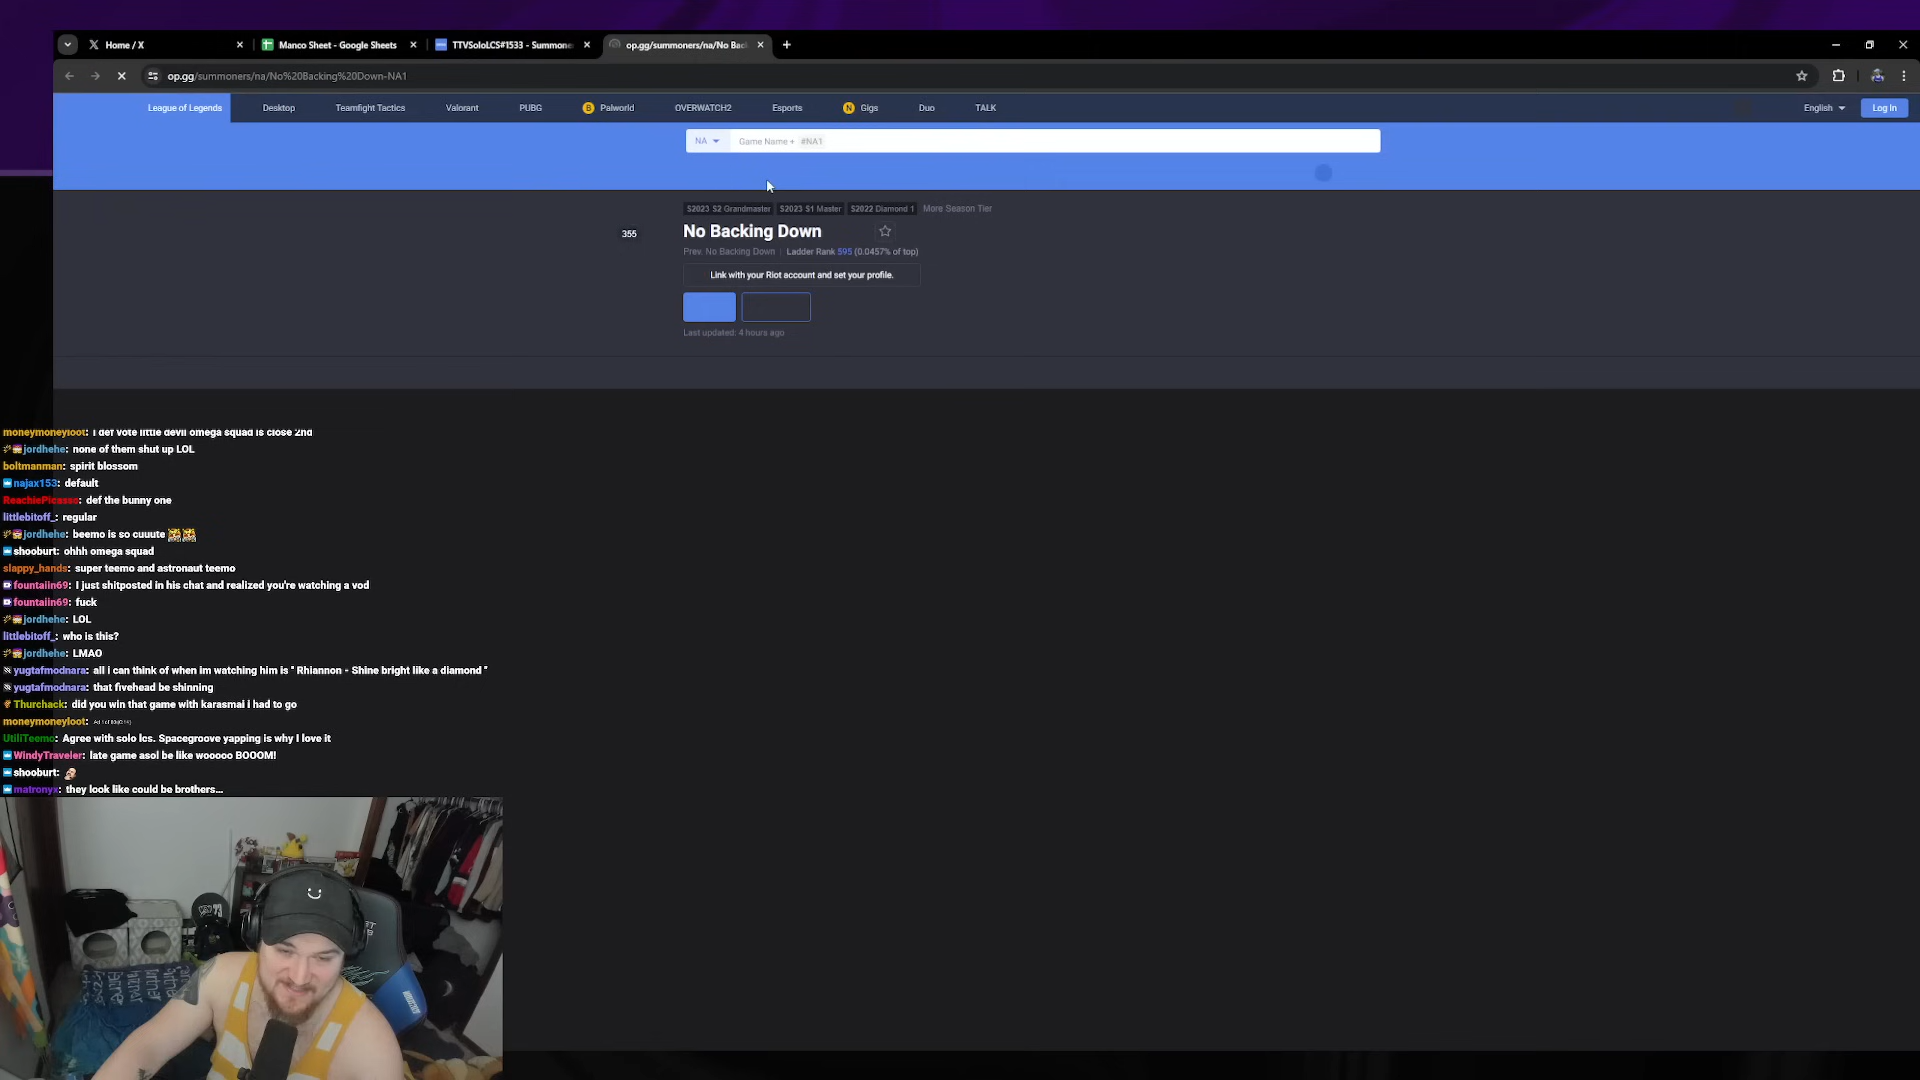 Home / X
Manco Sheet - Google Sheets
TTVSoloLCS#1533 - Summone
op.gg/summoners/na/No Bac
op.gg/summoners/na/No%20Backing%20Down-NA1
League of Legends
Desktop
Teamfight Tactics
Valorant
PUBG
Palworld
OVERWATCH2
Esports
N Gigs
Duo
TALK
English
Log In
NA
Game Name + #NA1
S2023 S2 Grandmaster S2023 S1 Master S2022 Diamond 1 More Season Tier
355
No Backing Down
Prev. No Backing Down | Ladder Rank 595 (0.0457% of top)
Link with your Riot account and set your profile.
Last updated: 4 hours ago
moneymoneyloot: i def vote little devil omega squad is close 2nd
jordhehe: none of them shut up LOL
boltmanman: spirit blossom
najax153: default
ReachiePicasso: def the bunny one
littlebitoff_: regular
jordhehe: beemo is so cuuute
shooburt: ohhh omega squad
slappy_hands: super teemo and astronaut teemo
fountaiin69: I just shitposted in his chat and realized you're watching a vod
fountaiin69: fuck
jordhehe: LOL
littlebitoff_: who is this?
jordhehe: LMAO
yugtafmodnara: all i can think of when im watching him is " Rhiannon - Shine bright like a diamond "
yugtafmodnara: that fivehead be shinning
Thurchack: did you win that game with karasmai i had to go
moneymoneyloot:
UtiliTeemo: Agree with solo lcs. Spacegroove yapping is why I love it
WindyTraveler: late game asol be like wooooo BOOOM!
shooburt:
matronyx: they look like could be brothers...